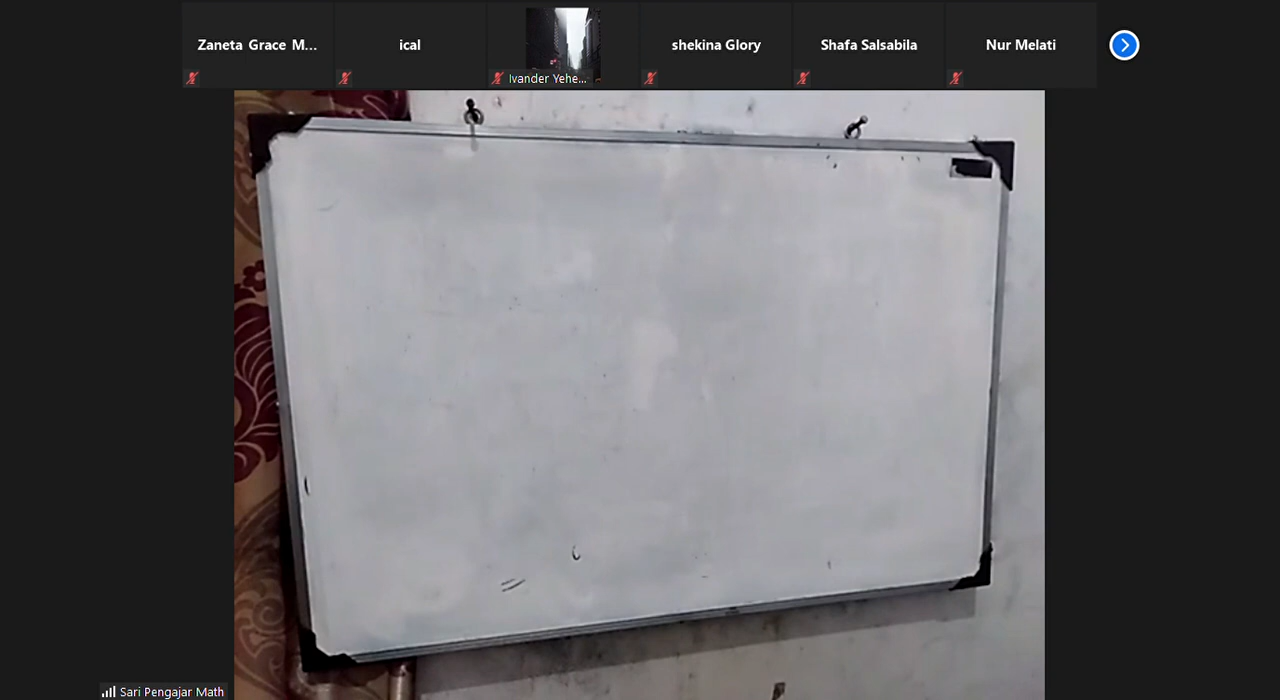 Zaneta Grace M...
ical
Ivander Yehe...
shekina Glory
Shafa Salsabila
Nur Melati
Sari Pengajar Math